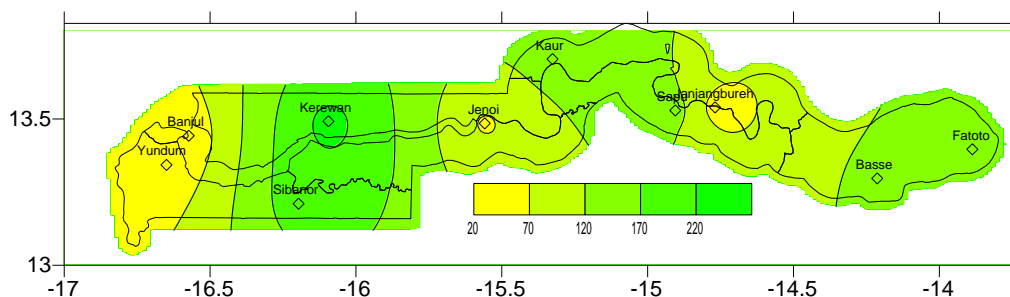 Kaur
Sapu
Janjangbureh
Kerewan
Jenoi
13.5
Banjul
Fatoto
Yundum
Basse
Sibanor
20 70 120 170 220
13
-17 -16.5 -16 -15.5 -15 -14.5 -14